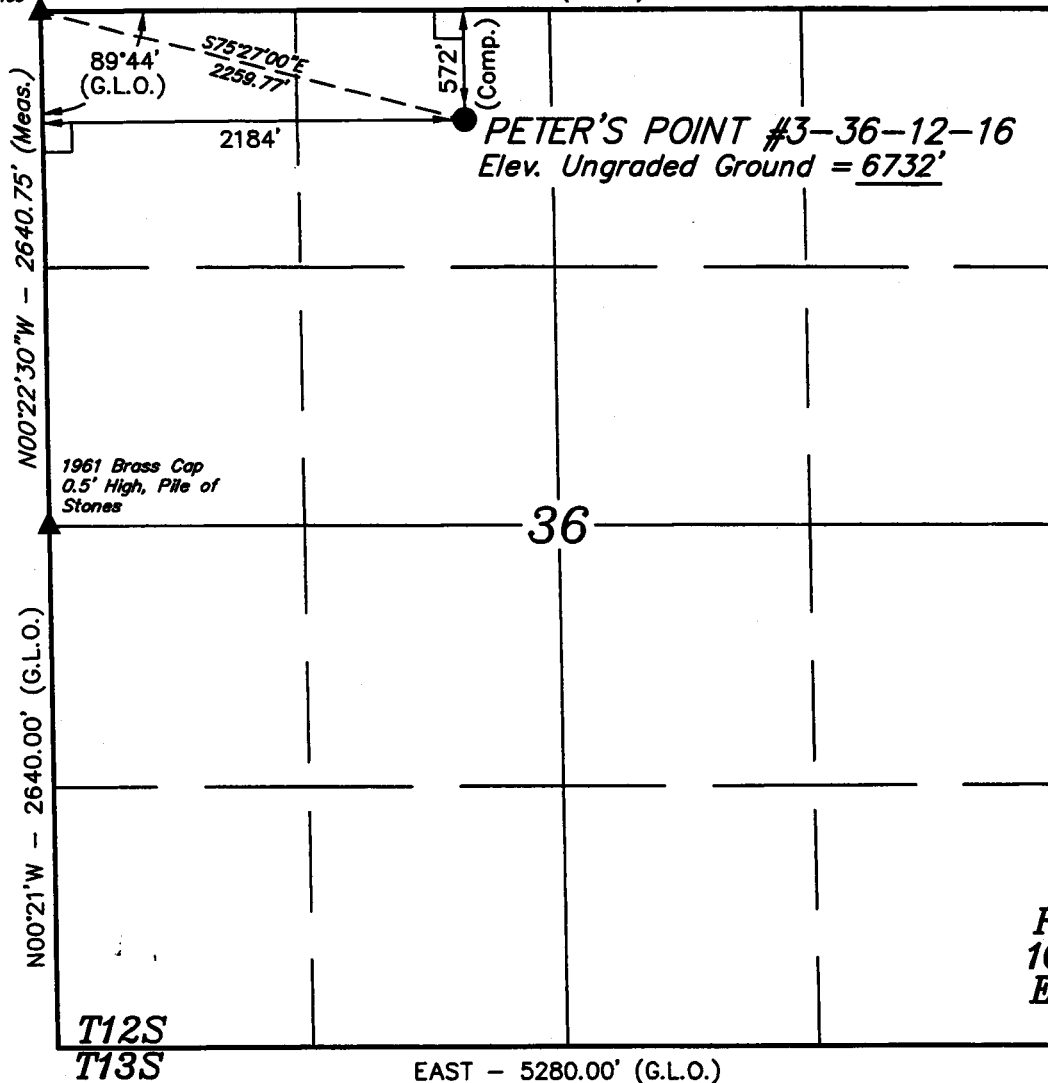 89°44'
(G.L.O.)
S75°27'00"E
2259.77'
572'
(Comp.)
2184'
PETER'S POINT #3-36-12-16
Elev. Ungraded Ground = 6732'
N00°22'30"W - 2640.75' (Meas.)
1961 Brass Cap
0.5' High, Pile of
Stones
36
N00°21'W - 2640.00' (G.L.O.)
T12S
T13S
EAST - 5280.00' (G.L.O.)